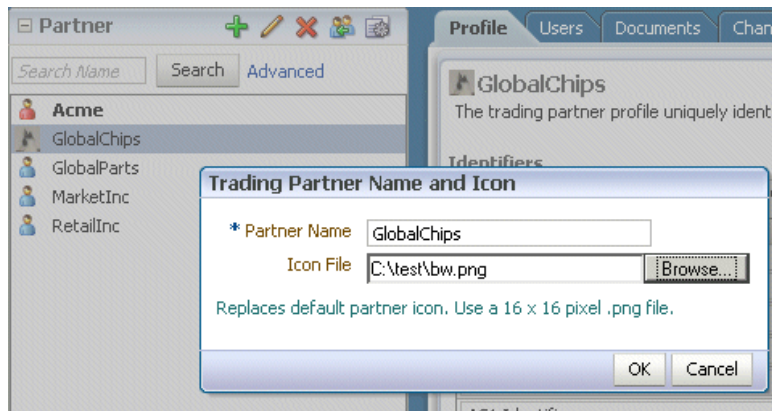 Partner
Search Name Search Advanced
Acme
GlobalChips
GlobalParts
MarketInc
RetailInc
Profile Users Documents Chan
GlobalChips
The trading partner profile uniquely ident
Identifiers
Trading Partner Name and Icon
* Partner Name GlobalChips
Icon File C:\test\bw.png Browse...
Replaces default partner icon. Use a 16 x 16 pixel .png file.
OK Cancel